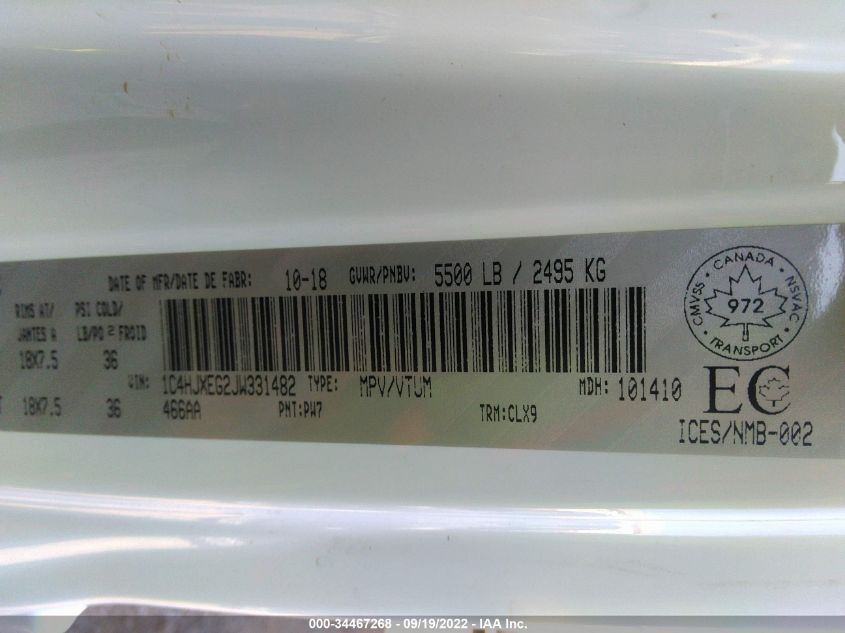 DATE OF MFR/DATE DE FABR: 10-18 GVWR/PNBV: 5500 LB / 2495 KG
RIMS AT/ PSI COLD/
JANTES A LB/PO² FROID
18X7.5 36
VIN: 1C4HJXEG2JW331482 TYPE: MPV/VTUM MDH: 101410
18X7.5 36 466AA PNT:PW7 TRM:CLX9
CANADA
CMVSS NSVAC
972
TRANSPORT
EC
ICES/NMB-002
000-34467268 - 09/19/2022 - IAA Inc.